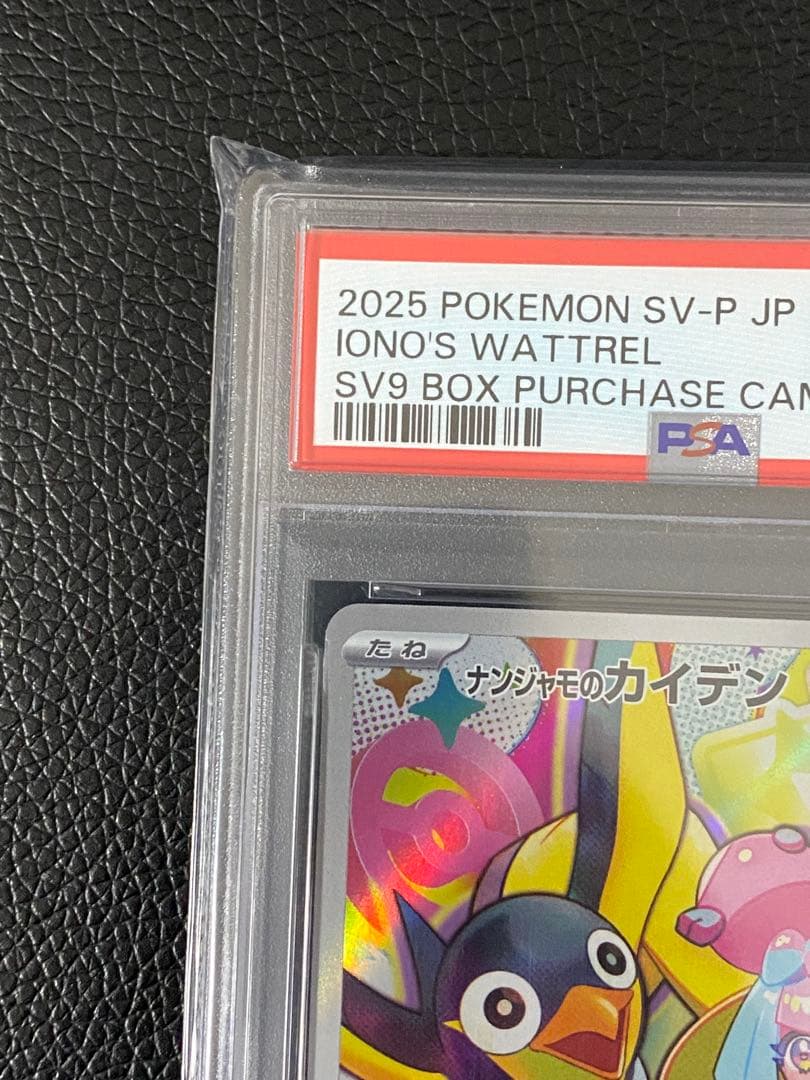 2025 POKEMON SV-P JP
IONO'S WATTREL
SV9 BOX PURCHASE
PSA
たね
ナンジャモのカイデン